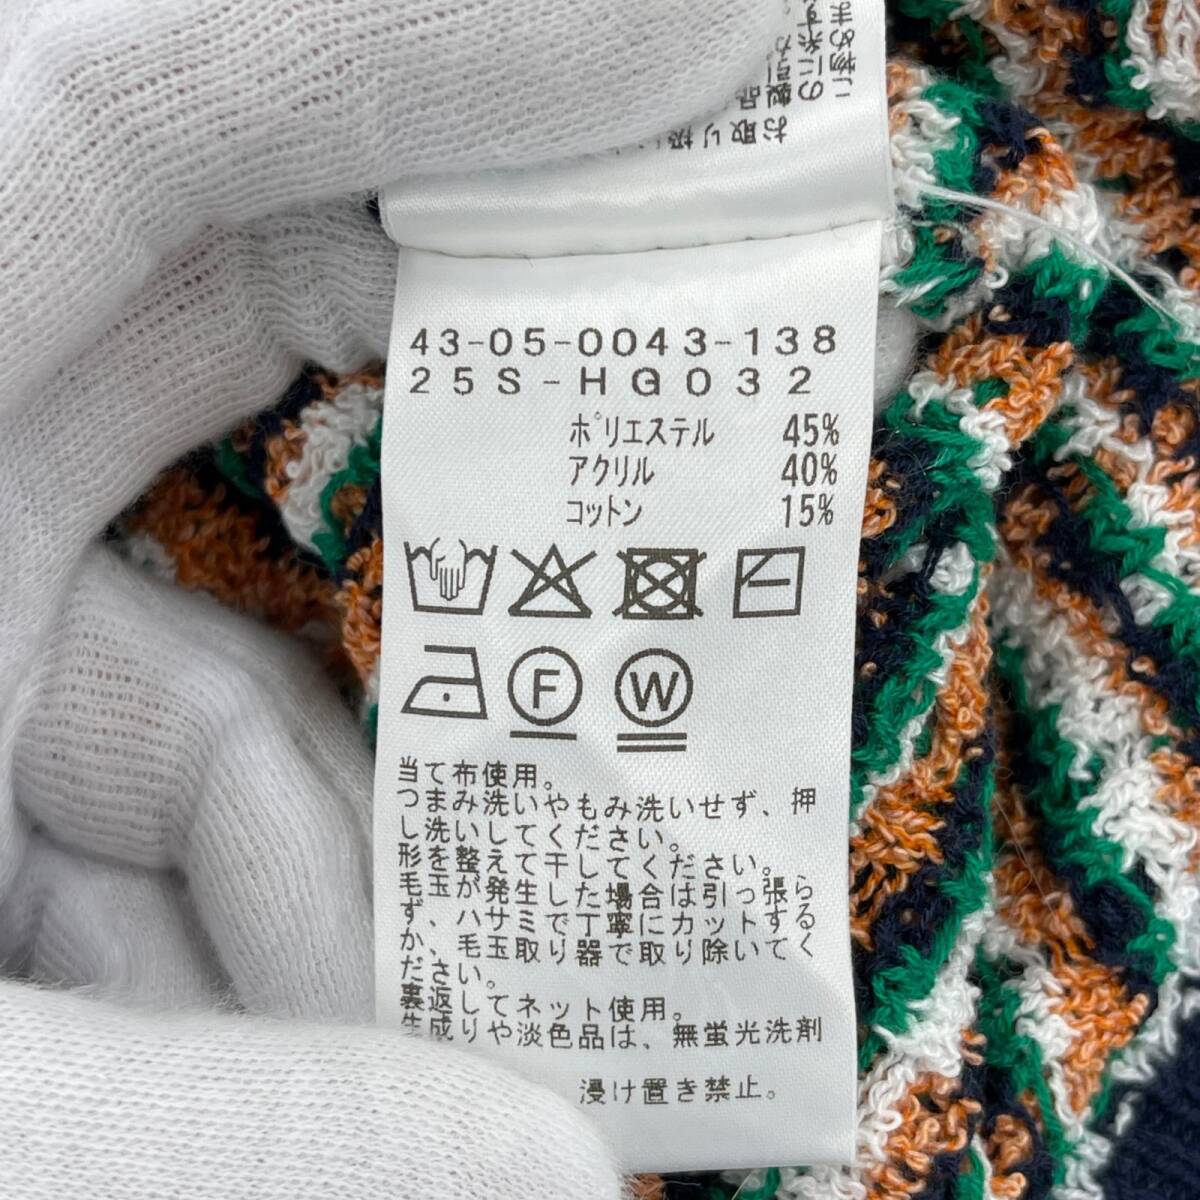 お取り扱い
43-05-0043-138
25S-HG032
ポリエステル 45%
アクリル 40%
コットン 15%
F W
当て布使用。
つまみ洗いやもみ洗いせず、押
し洗いしてください。
形を整えて干してください。
毛玉が発生した場合は引っ張ら
ず、ハサミで丁寧にカットする
か、毛玉取り器で取り除いてく
ださい。
裏返してネット使用。
生成りや淡色品は、無蛍光洗剤
浸け置き禁止。